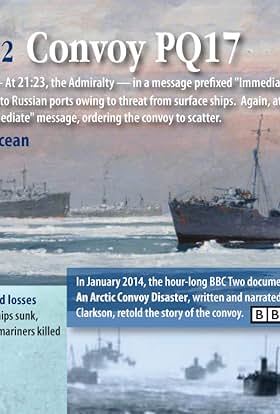 2 Convoy PQ17
— At 21:23, the Admiralty — in a message prefixed "Immedia
to Russian ports owing to threat from surface ships. Again, at
mediate" message, ordering the convoy to scatter.
cean
In January 2014, the hour-long BBC Two docume
An Arctic Convoy Disaster, written and narrated
Clarkson, retold the story of the convoy. BB
d losses
hips sunk,
mariners killed